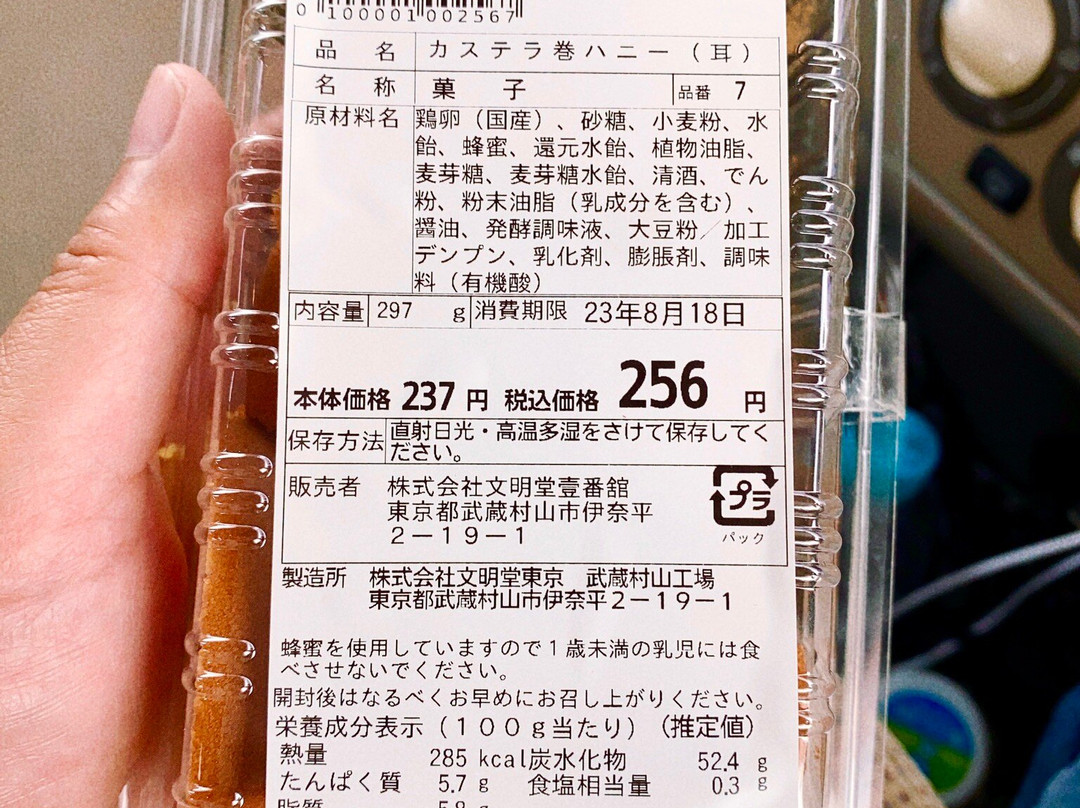 0 100001 002567
品名 カステラ巻ハニー（耳）
名称 菓子 品番 7
原材料名 鶏卵（国産）、砂糖、小麦粉、水
飴、蜂蜜、還元水飴、植物油脂、
麦芽糖、麦芽糖水飴、清酒、でん
粉、粉末油脂（乳成分を含む）、
醤油、発酵調味液、大豆粉／加工
デンプン、乳化剤、膨脹剤、調味
料（有機酸）
内容量 297 g 消費期限 23年8月18日
本体価格 237円 税込価格 256円
保存方法 直射日光・高温多湿をさけて保存してく
ださい。
販売者 株式会社文明堂壹番舘
東京都武蔵村山市伊奈平
２－１９－１
プラ
パック
製造所 株式会社文明堂東京 武蔵村山工場
東京都武蔵村山市伊奈平２－１９－１
蜂蜜を使用していますので１歳未満の乳児には食
べさせないでください。
開封後はなるべくお早めにお召し上がりください。
栄養成分表示（１００ｇ当たり）（推定値）
熱量 285 kcal 炭水化物 52.4 g
たんぱく質 5.7 g 食塩相当量 0.3 g
脂質 5.8 g